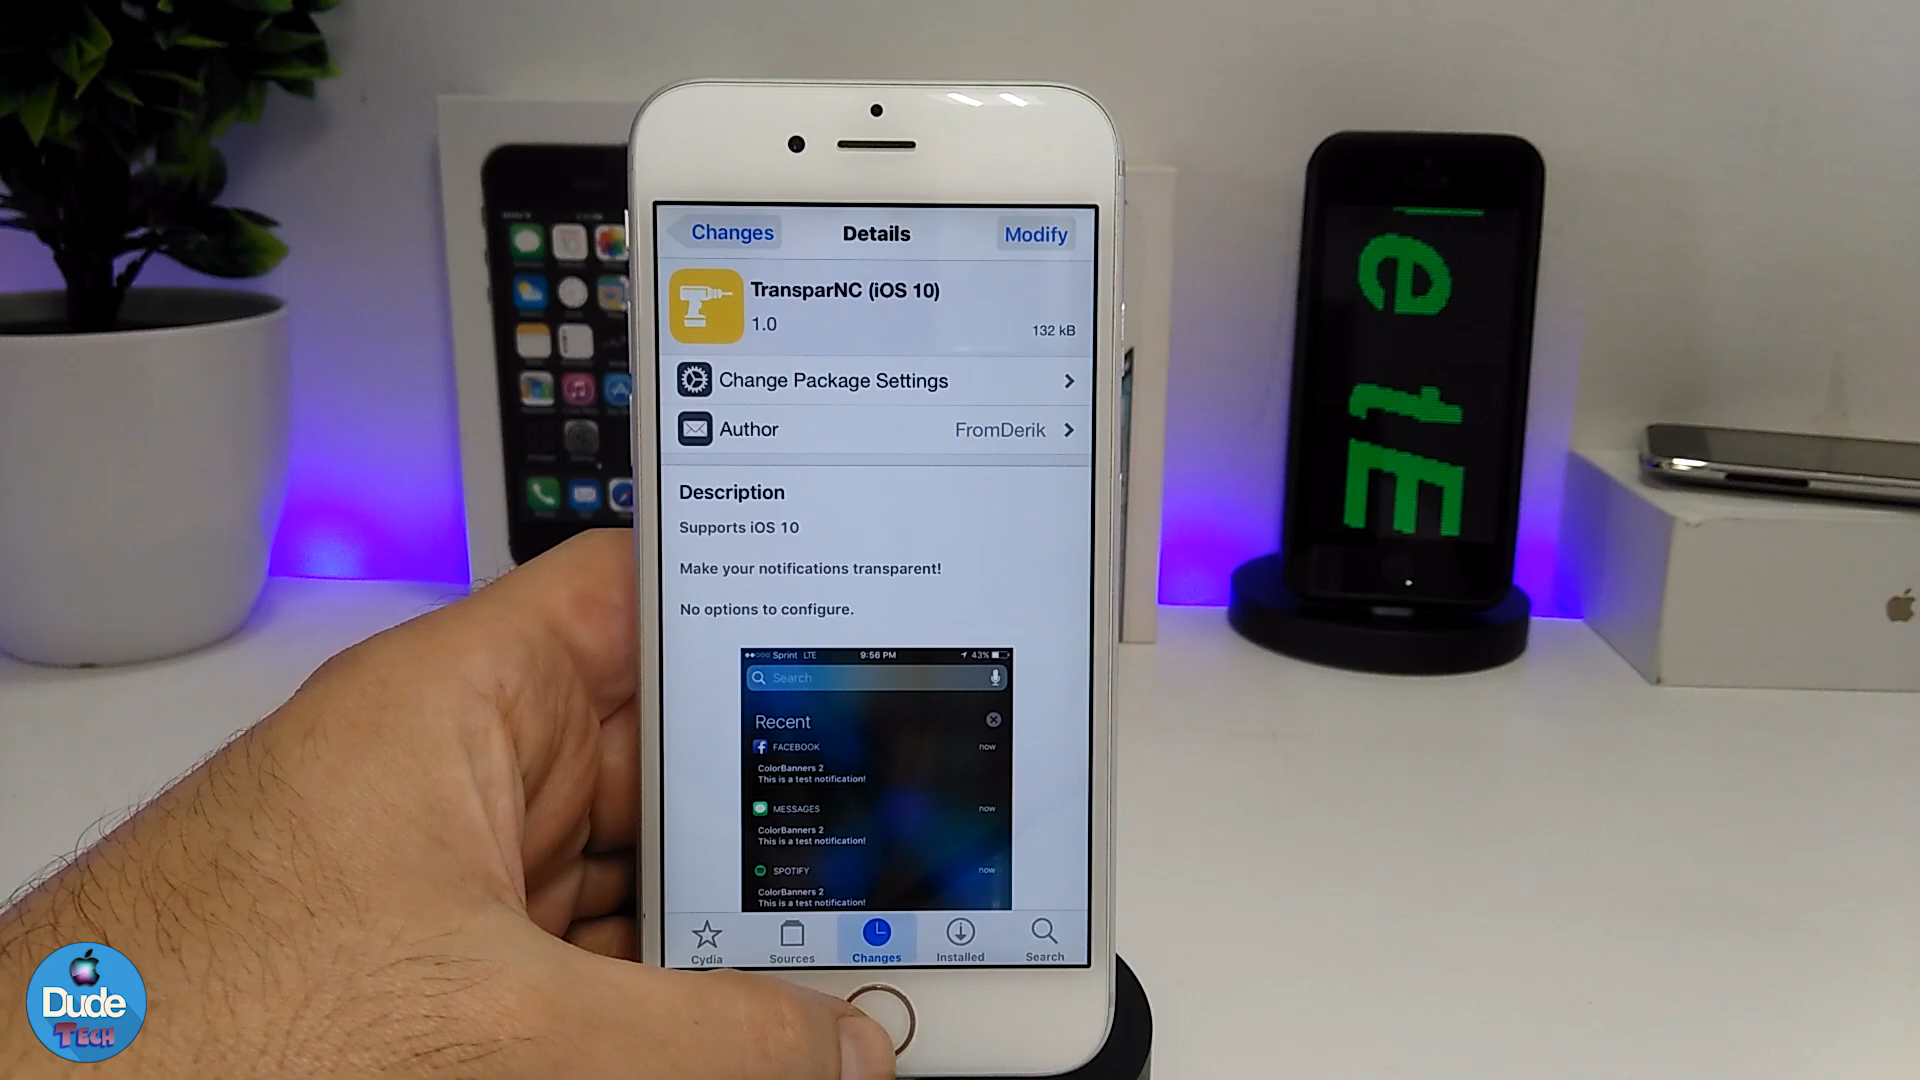 Changes Details Modify
TransparNC (iOS 10)
1.0
132 kB
Change Package Settings
Author FromDerik
Description
Supports iOS 10
Make your notifications transparent!
No options to configure.
Sprint LTE 9:56 PM 43%
Search
Recent
FACEBOOK now
ColorBanners 2
This is a test notification!
MESSAGES now
ColorBanners 2
This is a test notification!
SPOTIFY now
ColorBanners 2
This is a test notification!
Cydia Sources Changes Installed Search
e t E
Dude
TECH